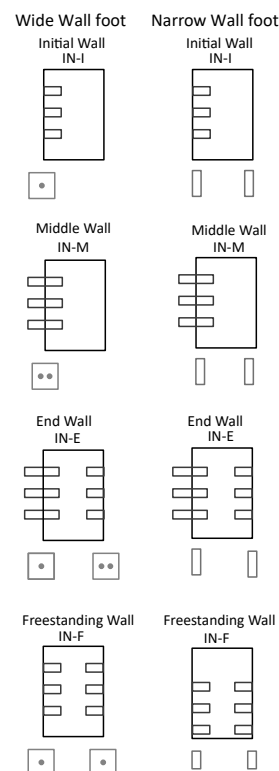 Wide Wall foot Narrow Wall foot
Initial Wall Initial Wall
IN-I IN-I
Middle Wall Middle Wall
IN-M IN-M
End Wall End Wall
IN-E IN-E
Freestanding Wall Freestanding Wall
IN-F IN-F